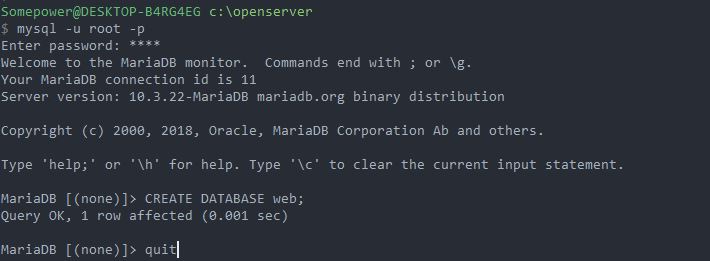 Somepower@DESKTOP-B4RG4EG c:\openserver
$ mysql -u root -p
Enter password: ****
Welcome to the MariaDB monitor.  Commands end with ; or \g.
Your MariaDB connection id is 11
Server version: 10.3.22-MariaDB mariadb.org binary distribution
Copyright (c) 2000, 2018, Oracle, MariaDB Corporation Ab and others.
Type 'help;' or '\h' for help. Type '\c' to clear the current input statement.
MariaDB [(none)]> CREATE DATABASE web;
Query OK, 1 row affected (0.001 sec)
MariaDB [(none)]> quit